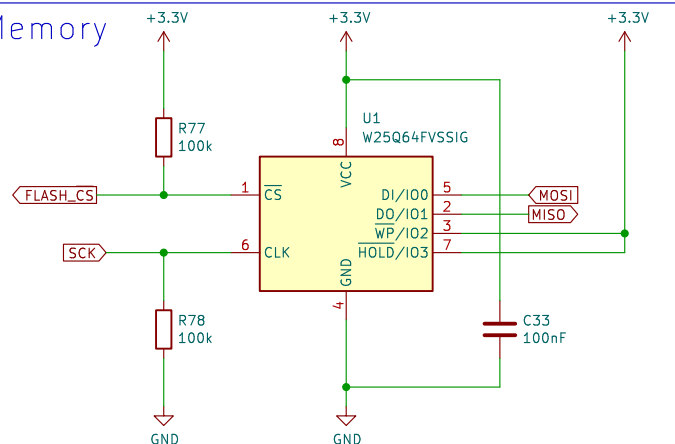 +3.3V
+3.3V
+3.3V
Memory
R77
100k
U1
W25Q64FVSSIG
8
VCC
FLASH_CS
1
CS
DI/IO0
5
MOSI
DO/IO1
2
MISO
WP/IO2
3
SCK
6
CLK
HOLD/IO3
7
GND
4
R78
100k
C33
100nF
GND
GND